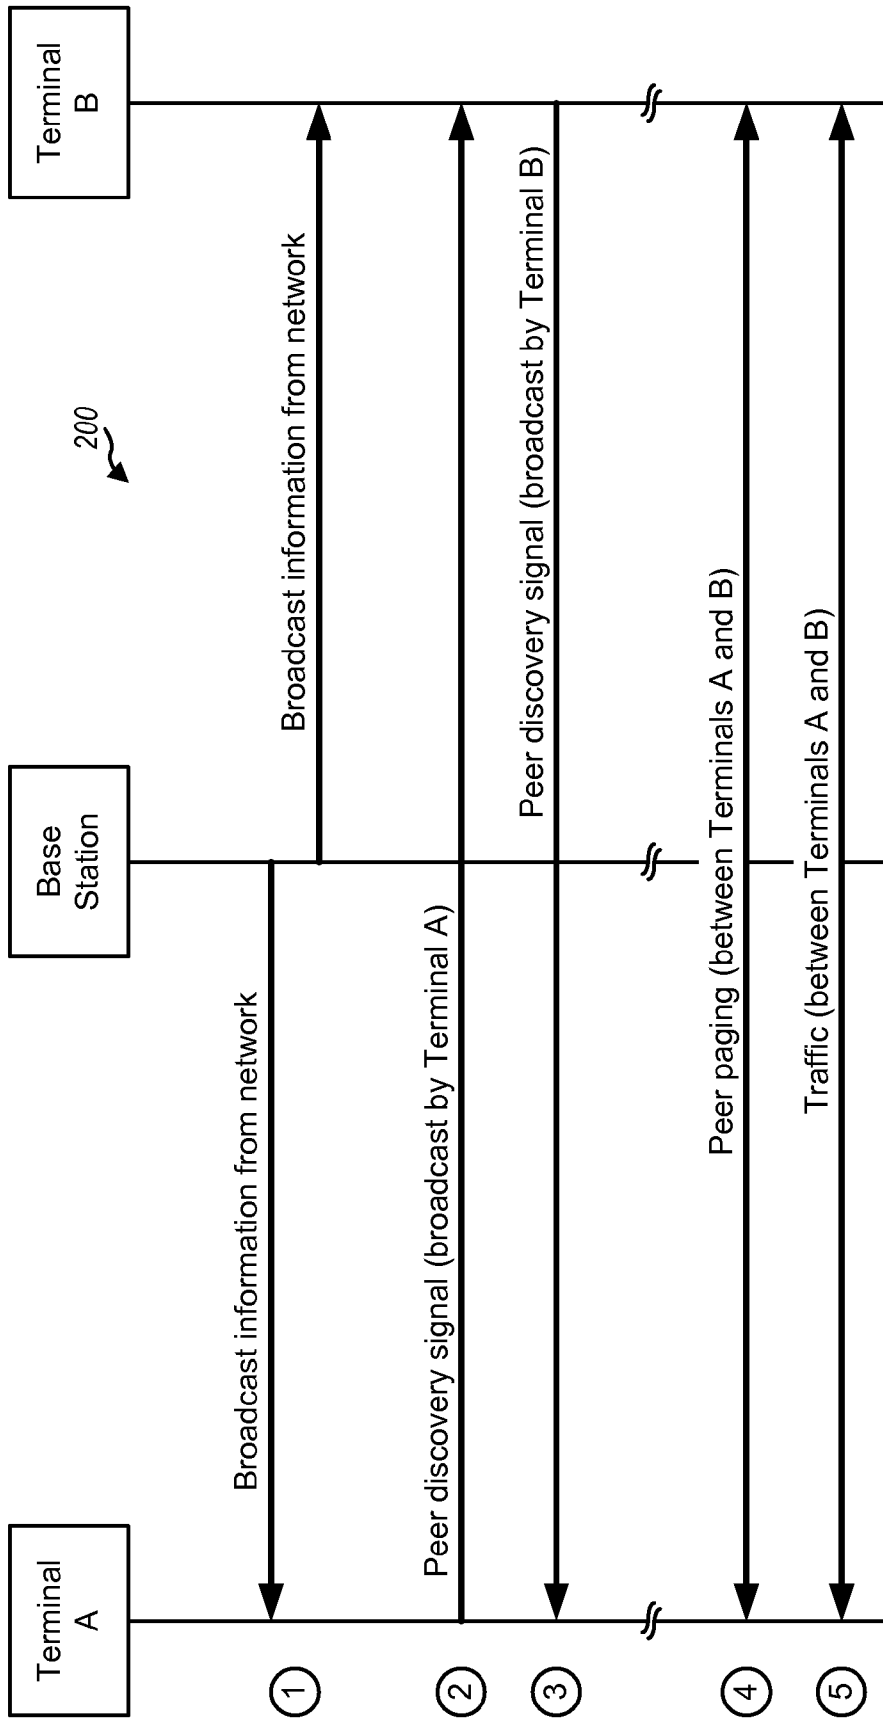 Terminal
A
Base
Station
Terminal
B
200
1
Broadcast information from network
Broadcast information from network
2
Peer discovery signal (broadcast by Terminal A)
3
Peer discovery signal (broadcast by Terminal B)
4
Peer paging (between Terminals A and B)
5
Traffic (between Terminals A and B)